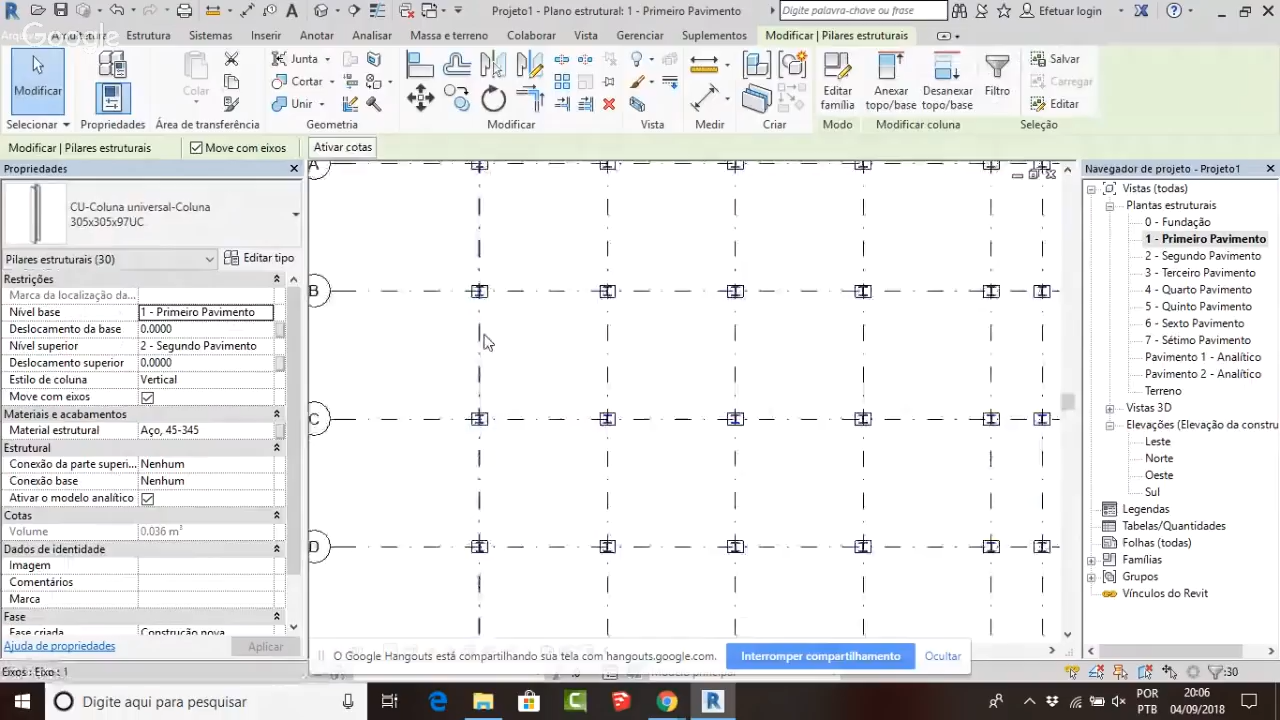 Projeto1 - Plano estrutural: 1 - Primeiro Pavimento
Digite palavra-chave ou frase
Efetuar login
Google
Estrutura
Sistemas
Inserir
Anotar
Analisar
Massa e terreno
Colaborar
Vista
Gerenciar
Suplementos
Modificar | Pilares estruturais
Modificar
Propriedades
Colar
Junta
Cortar
Unir
Editar família
Anexar topo/base
Desanexar topo/base
Filtro
Salvar
Carregar
Editar
Selecionar
Propriedades
Área de transferência
Geometria
Modificar
Vista
Medir
Criar
Modo
Modificar coluna
Seleção
Modificar | Pilares estruturais
Move com eixos
Ativar cotas
Propriedades
CU-Coluna universal-Coluna
305x305x97UC
Pilares estruturais (30)
Editar tipo
Restrições
Marca da localização da...
Nível base 1 - Primeiro Pavimento
Deslocamento da base 0.0000
Nível superior 2 - Segundo Pavimento
Deslocamento superior 0.0000
Estilo de coluna Vertical
Move com eixos
Materiais e acabamentos
Material estrutural Aço, 45-345
Estrutural
Conexão da parte superi... Nenhum
Conexão base Nenhum
Ativar o modelo analítico
Cotas
Volume 0.036 m³
Dados de identidade
Imagem
Comentários
Marca
Fase
Fase criada Construção nova
Ajuda de propriedades
Aplicar
A
B
C
D
Navegador de projeto - Projeto1
Vistas (todas)
Plantas estruturais
0 - Fundação
1 - Primeiro Pavimento
2 - Segundo Pavimento
3 - Terceiro Pavimento
4 - Quarto Pavimento
5 - Quinto Pavimento
6 - Sexto Pavimento
7 - Sétimo Pavimento
Pavimento 1 - Analítico
Pavimento 2 - Analítico
Terreno
Vistas 3D
Elevações (Elevação da constru
Leste
Norte
Oeste
Sul
Legendas
Tabelas/Quantidades
Folhas (todas)
Famílias
Grupos
Vínculos do Revit
O Google Hangouts está compartilhando sua tela com hangouts.google.com.
Interromper compartilhamento
Ocultar
Eixos : Eixo : 1
:30
Digite aqui para pesquisar
POR
PTB
20:06
04/09/2018